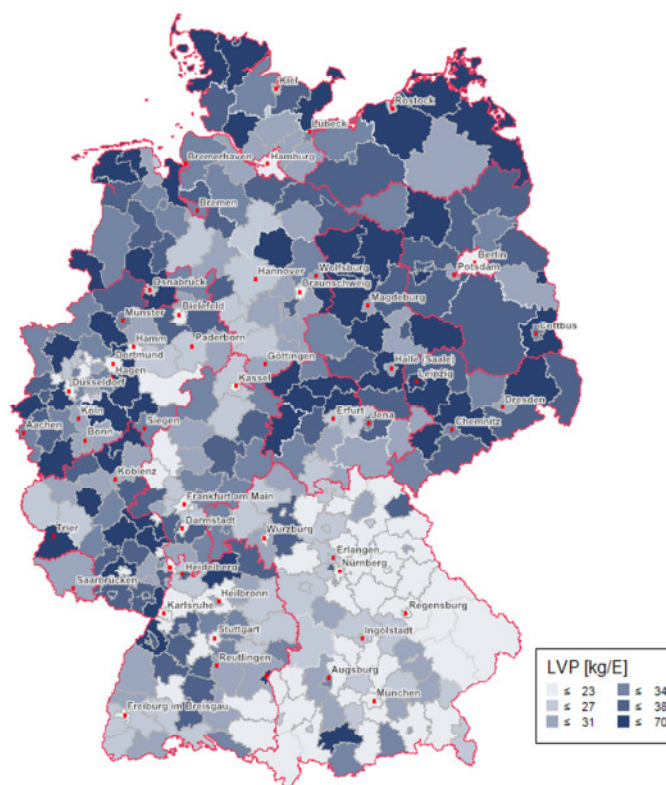 Kiel
Rostock
Lübeck
Bremerhaven
Hamburg
Bremen
Berlin
Potsdam
Hannover
Wolfsburg
Braunschweig
Osnabrück
Bielefeld
Magdeburg
Münster
Cottbus
Hamm
Paderborn
Dortmund
Göttingen
Halle (Saale)
Hagen
Kassel
Leipzig
Düsseldorf
Dresden
Köln
Siegen
Erfurt
Jena
Aachen
Chemnitz
Bonn
Koblenz
Frankfurt am Main
Trier
Darmstadt
Würzburg
Erlangen
Heidelberg
Nürnberg
Saarbrücken
Heilbronn
Karlsruhe
Regensburg
Stuttgart
Ingolstadt
Reutlingen
Augsburg
München
Freiburg im Breisgau
LVP [kg/E]
≤ 23 ≤ 34
≤ 27 ≤ 38
≤ 31 ≤ 70